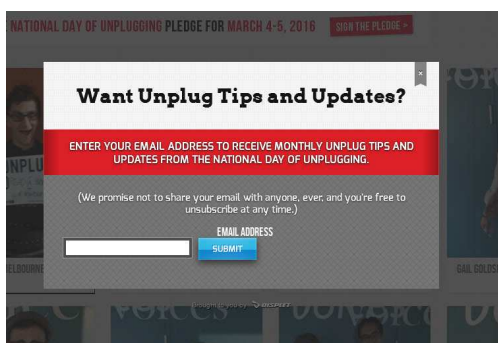 NATIONAL DAY OF UNPLUGGING PLEDGE FOR MARCH 4-5, 2016 SIGN THE PLEDGE »
×
Want Unplug Tips and Updates?
ENTER YOUR EMAIL ADDRESS TO RECEIVE MONTHLY UNPLUG TIPS AND
UPDATES FROM THE NATIONAL DAY OF UNPLUGGING.
(We promise not to share your email with anyone, ever, and you're free to
unsubscribe at any time.)
EMAIL ADDRESS
SUBMIT
GAIL